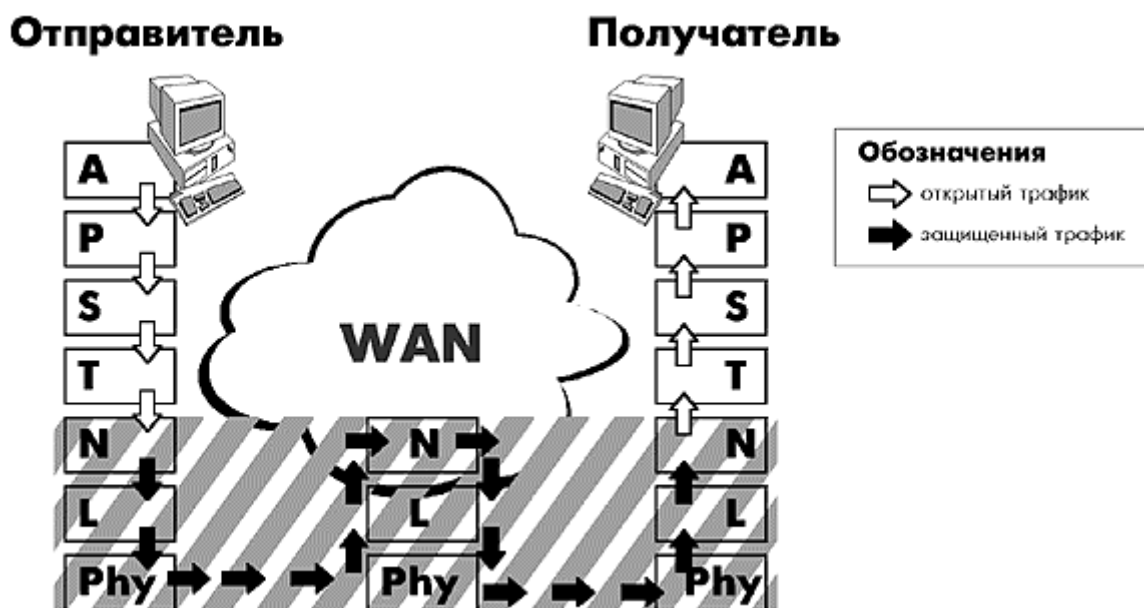 Отправитель
Получатель
A
P
S
T
N
L
Phy
WAN
N
L
Phy
A
P
S
T
N
L
Phy
Обозначения
открытый трафик
защищенный трафик